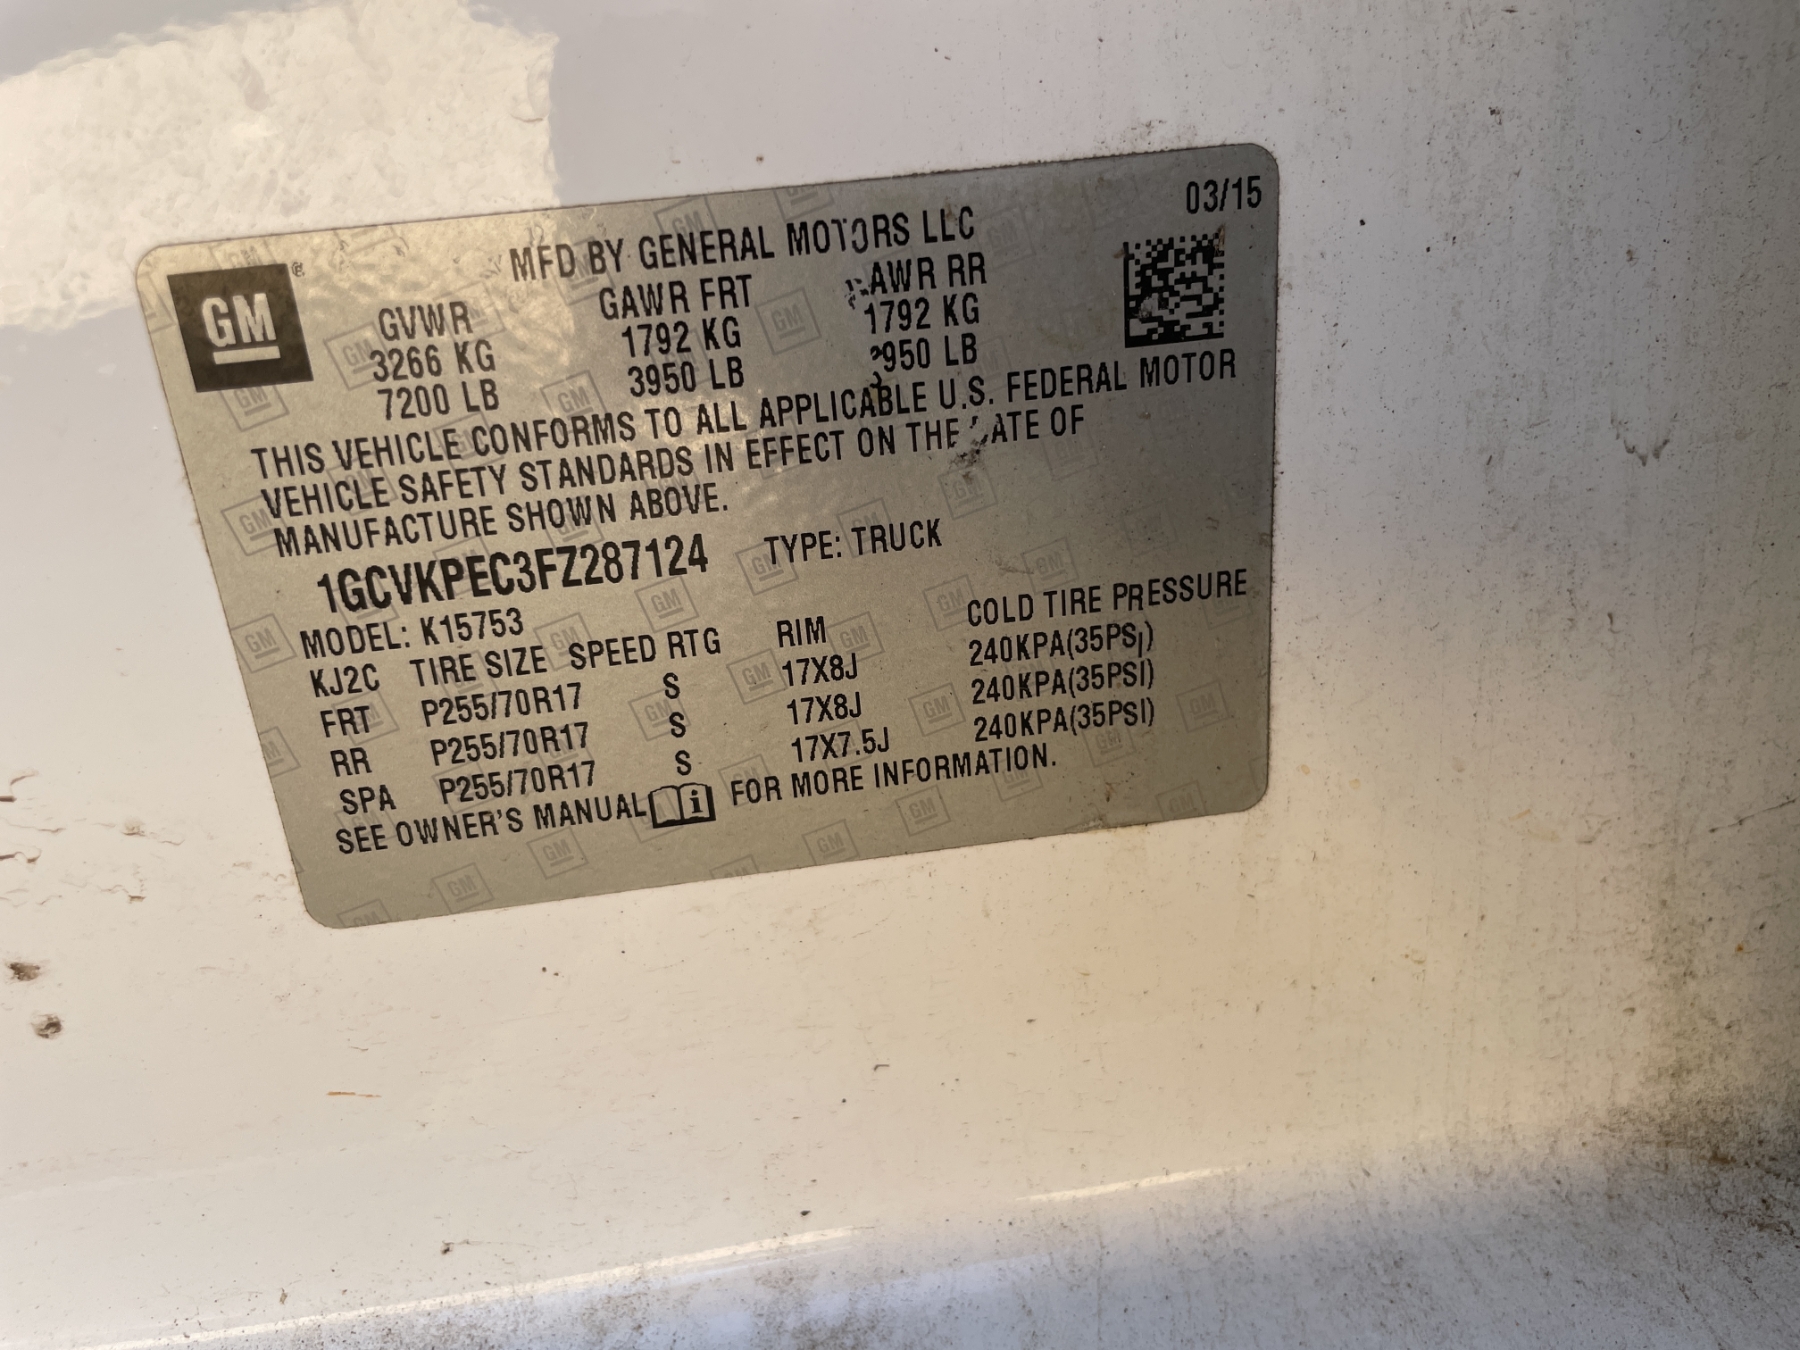 03/15
MFD BY GENERAL MOTORS LLC
GM
GVWR GAWR FRT GAWR RR
3266 KG 1792 KG 1792 KG
7200 LB 3950 LB 3950 LB
THIS VEHICLE CONFORMS TO ALL APPLICABLE U.S. FEDERAL MOTOR
VEHICLE SAFETY STANDARDS IN EFFECT ON THE DATE OF
MANUFACTURE SHOWN ABOVE.
1GCVKPEC3FZ287124 TYPE: TRUCK
MODEL: K15753
KJ2C TIRE SIZE SPEED RTG RIM COLD TIRE PRESSURE
FRT P255/70R17 S 17X8J 240KPA(35PSI)
RR P255/70R17 S 17X8J 240KPA(35PSI)
SPA P255/70R17 S 17X7.5J 240KPA(35PSI)
SEE OWNER'S MANUAL i FOR MORE INFORMATION.